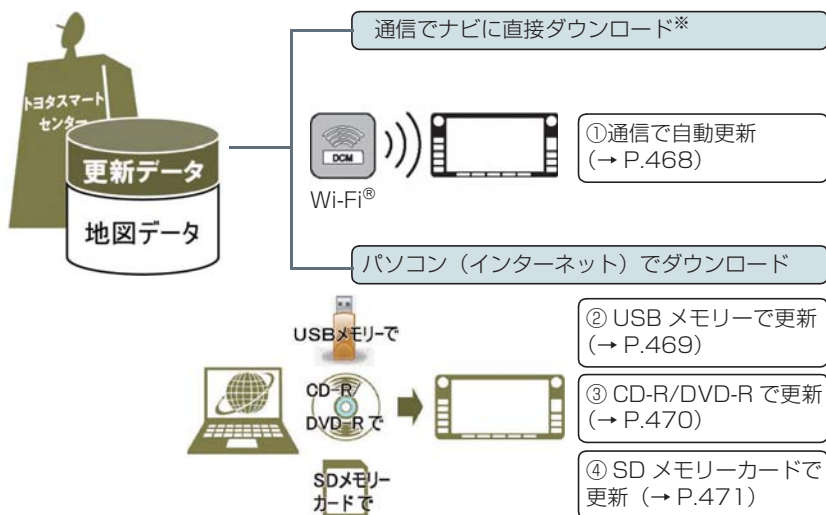 通信でナビに直接ダウンロード※
トヨタスマート
センター
更新データ
地図データ
DCM
Wi-Fi®
①通信で自動更新
（→ P.468）
パソコン（インターネット）でダウンロード
USBメモリーで
CD-R/
DVD-Rで
SDメモリー
カードで
② USB メモリーで更新
（→ P.469）
③ CD-R/DVD-R で更新
（→ P.470）
④ SD メモリーカードで
更新（→ P.471）